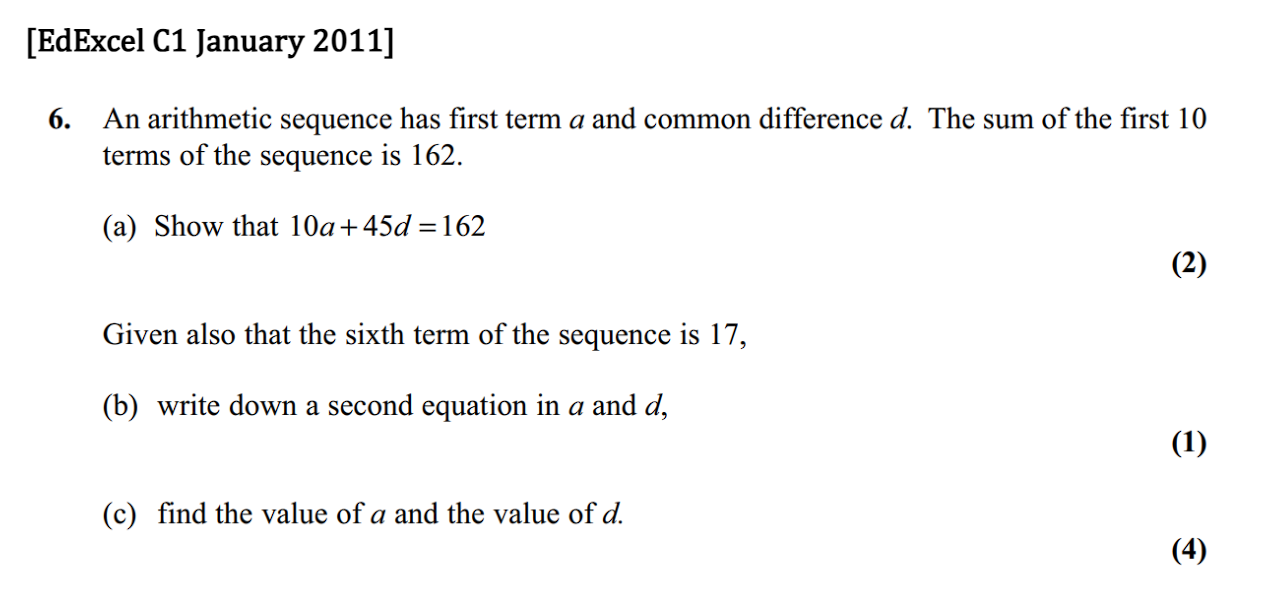 [EdExcel C1 January 2011]
6. An arithmetic sequence has first term a and common difference d. The sum of the first 10
terms of the sequence is 162.
(a) Show that 10a + 45d = 162
(2)
Given also that the sixth term of the sequence is 17,
(b) write down a second equation in a and d,
(1)
(c) find the value of a and the value of d.
(4)